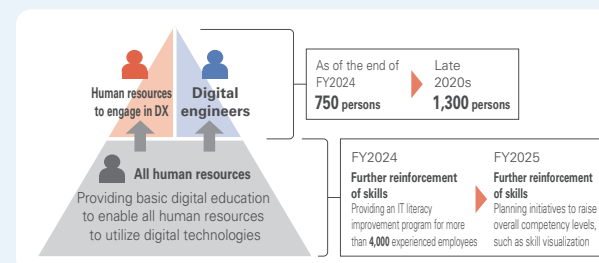 Human resources
to engage in DX
Digital
engineers
As of the end of
FY2024
750 persons
Late
2020s
1,300 persons
All human resources
Providing basic digital education
to enable all human resources
to utilize digital technologies
FY2024
Further reinforcement
of skills
Providing an IT literacy
improvement program for more
than 4,000 experienced employees
FY2025
Further reinforcement
of skills
Planning initiatives to raise
overall competency levels,
such as skill visualization